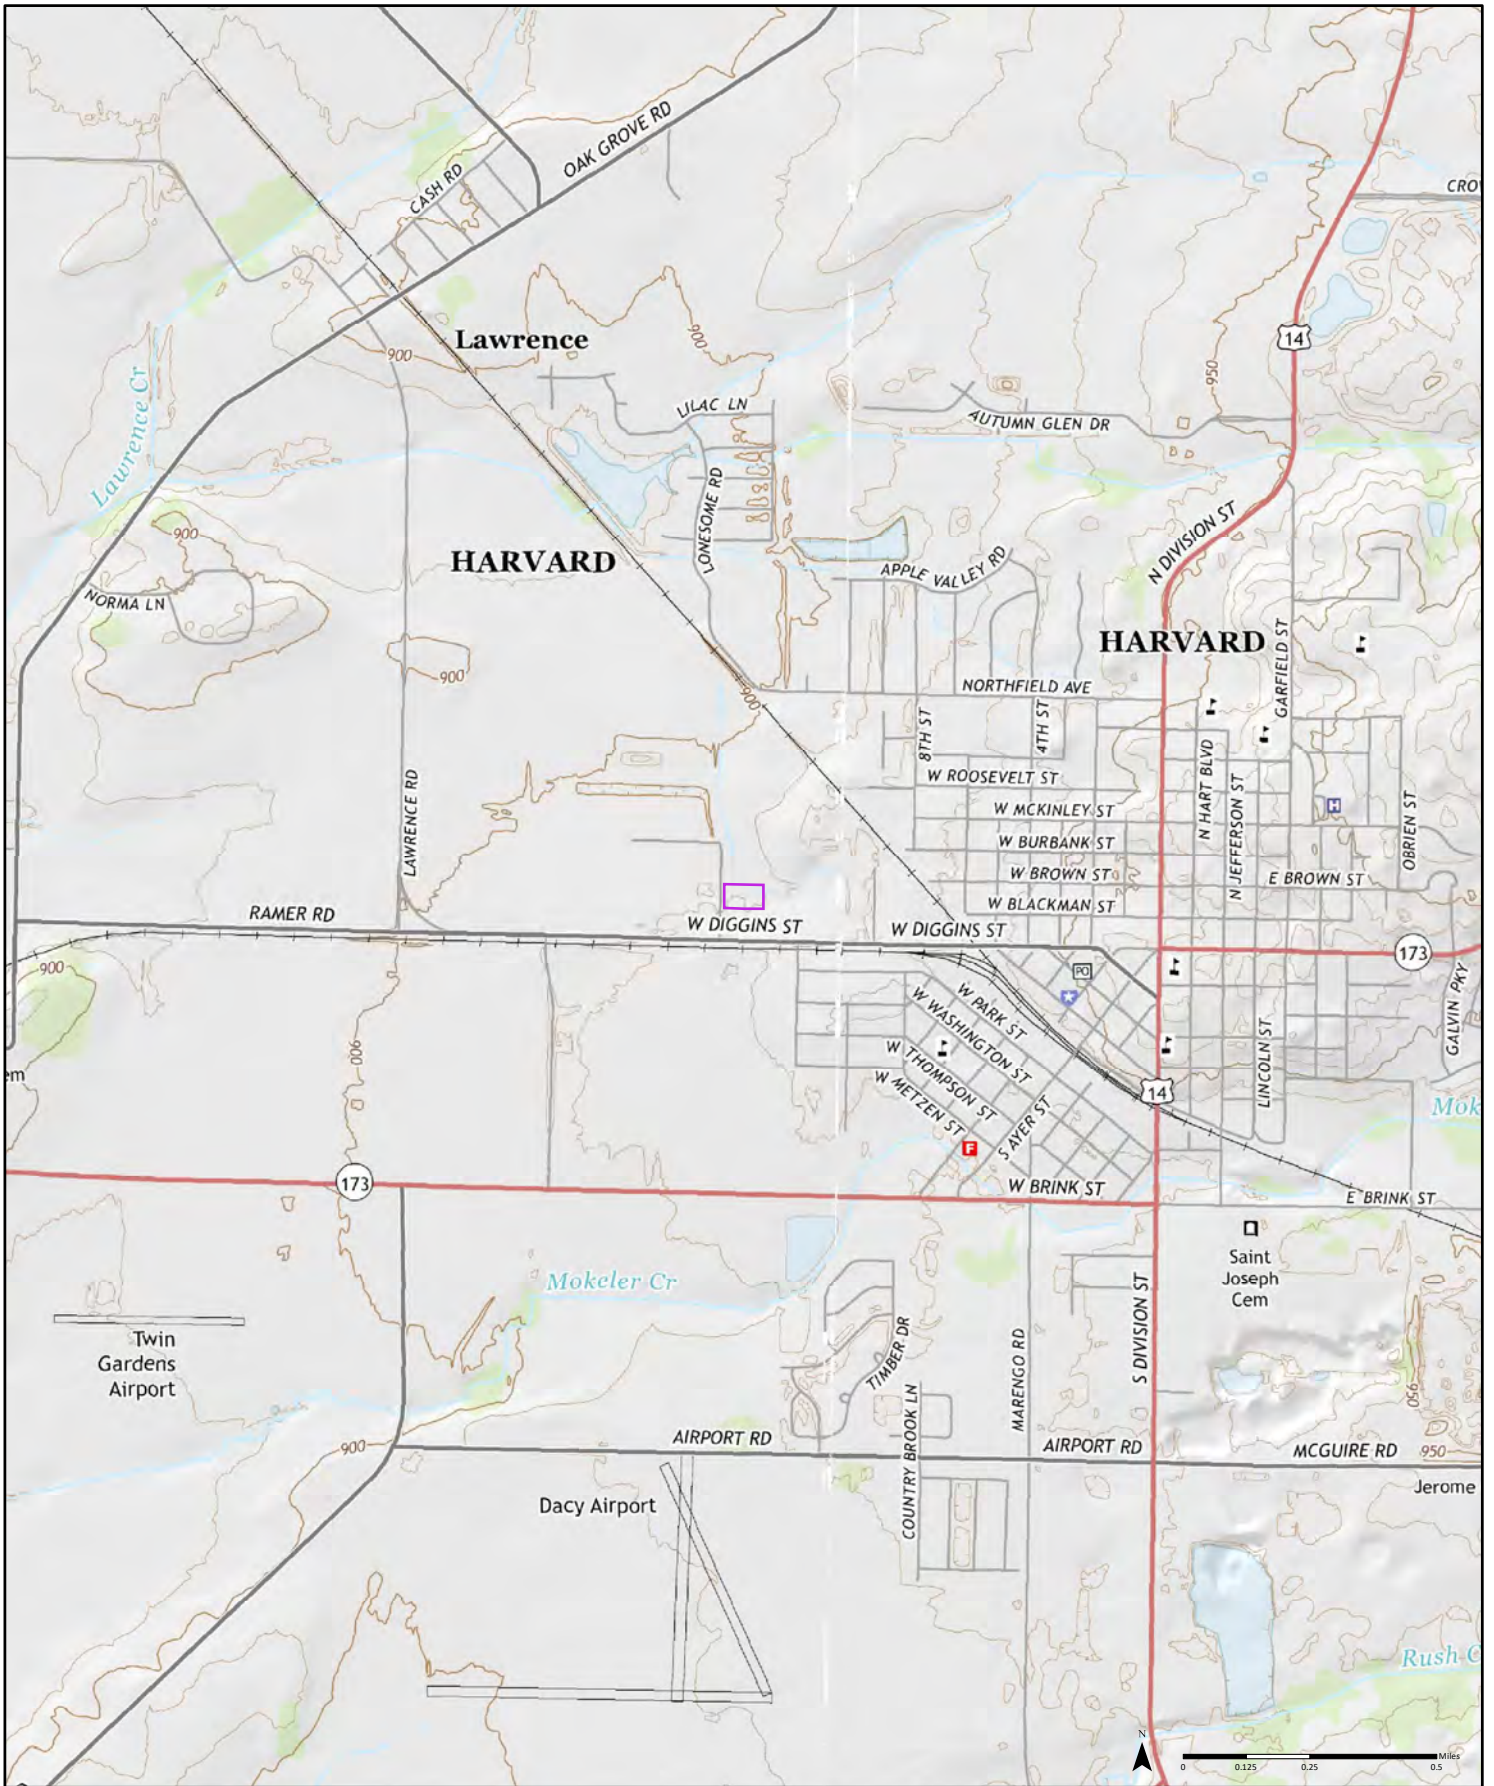 OAK GROVE RD
CASH RD
CRO
14
Lawrence
900
900
950
Lawrence Cr
LILAC LN
AUTUMN GLEN DR
LONESOME RD
N DIVISION ST
900
HARVARD
APPLE VALLEY RD
NORMA LN
HARVARD
GARFIELD ST
900
900
NORTHFIELD AVE
8TH ST
4TH ST
N HART BLVD
W ROOSEVELT ST
N JEFFERSON ST
H
LAWRENCE RD
W MCKINLEY ST
OBRIEN ST
W BURBANK ST
W BROWN ST
E BROWN ST
W BLACKMAN ST
RAMER RD
W DIGGINS ST
W DIGGINS ST
173
900
PO
GALVIN PKY
W PARK ST
W WASHINGTON ST
900
W THOMPSON ST
LINCOLN ST
em
W METZEN ST
14
Mok
S AYER ST
F
173
W BRINK ST
E BRINK ST
Saint
Joseph
Cem
Mokeler Cr
S DIVISION ST
Twin
Gardens
Airport
TIMBER DR
MARENGO RD
950
COUNTRY BROOK LN
AIRPORT RD
AIRPORT RD
MCGUIRE RD
950
900
Jerome
Dacy Airport
Rush C
N
Miles
0
0.125
0.25
0.5